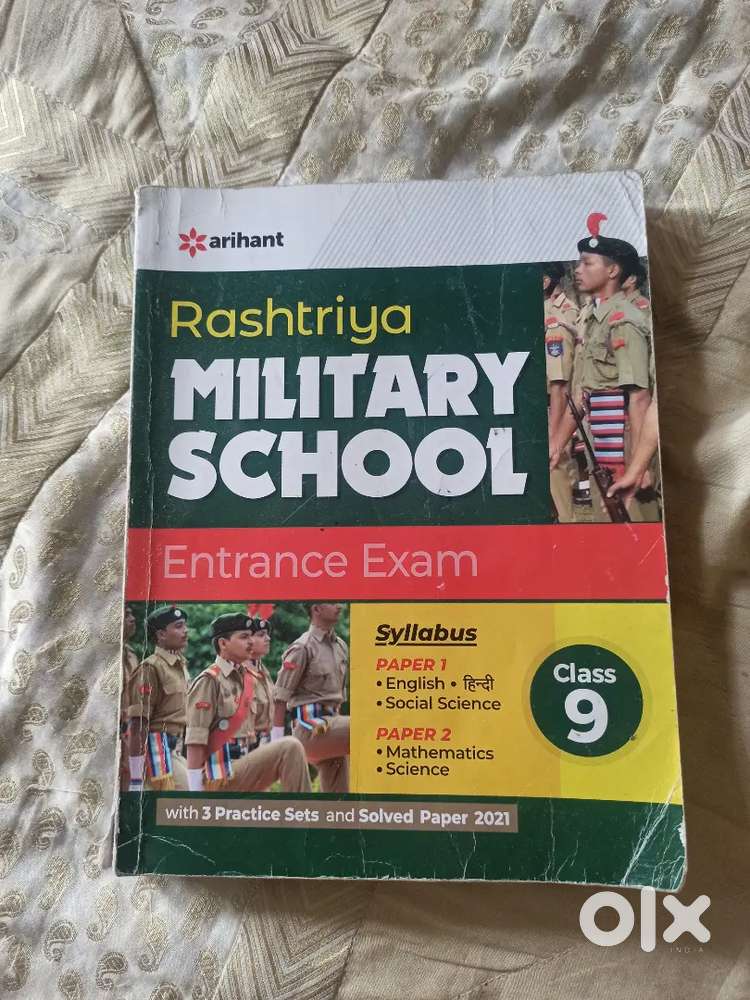 arihant
Rashtriya
MILITARY
SCHOOL
Entrance Exam
Syllabus
PAPER 1
• English • हिन्दी
• Social Science
PAPER 2
• Mathematics
• Science
Class
9
with 3 Practice Sets and Solved Paper 2021
olx
INDIA